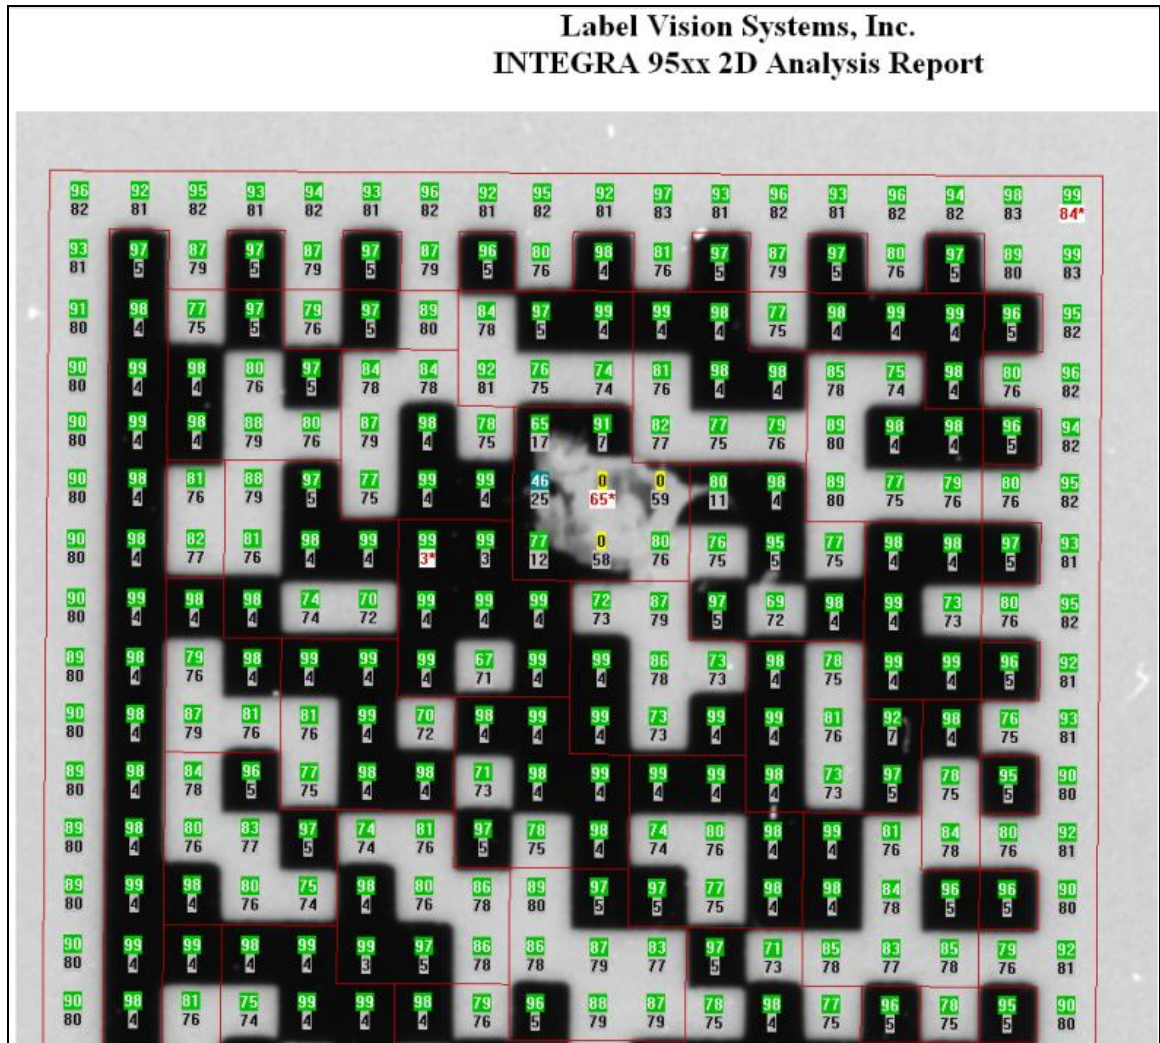 Label Vision Systems, Inc.
INTEGRA 95xx 2D Analysis Report
96 92 95 93 94 93 96 92 95 92 97 93 96 93 96 94 98 99
82 81 82 81 82 81 82 81 82 81 83 81 82 81 82 82 83 84*
93 97 87 97 87 97 87 96 80 98 81 97 87 97 80 97 89 99
81 5 79 5 79 5 79 5 76 4 76 5 79 5 76 5 80 83
91 98 77 97 79 97 89 84 97 99 99 98 77 98 99 99 96 95
80 4 75 5 76 5 80 78 5 4 4 4 75 4 4 4 5 82
90 99 98 80 97 84 84 92 76 74 81 98 98 85 75 98 80 96
80 4 4 76 5 78 78 81 75 74 76 4 4 78 74 4 76 82
90 99 98 88 80 87 98 78 65 91 82 77 79 89 98 98 96 94
80 4 4 79 76 79 4 75 17 7 77 75 76 80 4 4 5 82
90 98 81 88 97 77 99 99 46 0 0 80 98 89 77 79 80 95
80 4 76 79 5 75 4 4 25 65* 59 11 4 80 75 76 76 82
90 98 82 81 98 99 99 99 77 0 80 76 95 77 98 98 97 93
80 4 77 76 4 4 3* 3 12 58 76 75 5 75 4 4 5 81
90 99 98 98 74 70 99 99 99 72 87 97 69 98 99 73 80 95
80 4 4 4 74 72 4 4 4 73 79 5 72 4 4 73 76 82
89 98 79 98 99 99 99 67 99 99 86 73 98 78 99 99 96 92
80 4 76 4 4 4 4 71 4 4 78 73 4 75 4 4 5 81
90 98 87 81 81 99 70 98 99 99 73 99 99 81 92 98 76 93
80 4 79 76 76 4 72 4 4 4 73 4 4 76 7 4 75 81
89 98 84 96 77 98 98 71 98 99 99 99 98 73 97 78 95 90
80 4 78 5 75 4 4 73 4 4 4 4 4 73 5 75 5 80
89 98 80 83 97 74 81 97 78 98 74 80 98 99 81 84 80 92
80 4 76 77 5 74 76 5 75 4 74 76 4 4 76 78 76 81
89 99 98 80 75 98 80 86 89 97 97 77 98 98 84 96 96 90
80 4 4 76 74 4 76 78 80 5 5 75 4 4 78 5 5 80
90 99 99 98 99 99 97 86 86 87 83 97 71 85 83 85 79 92
80 4 4 4 4 3 5 78 78 79 77 5 73 78 77 78 76 81
90 98 81 75 99 99 98 79 96 88 87 78 98 77 96 78 95 90
80 4 76 74 4 4 4 76 5 79 79 75 4 75 5 75 5 80